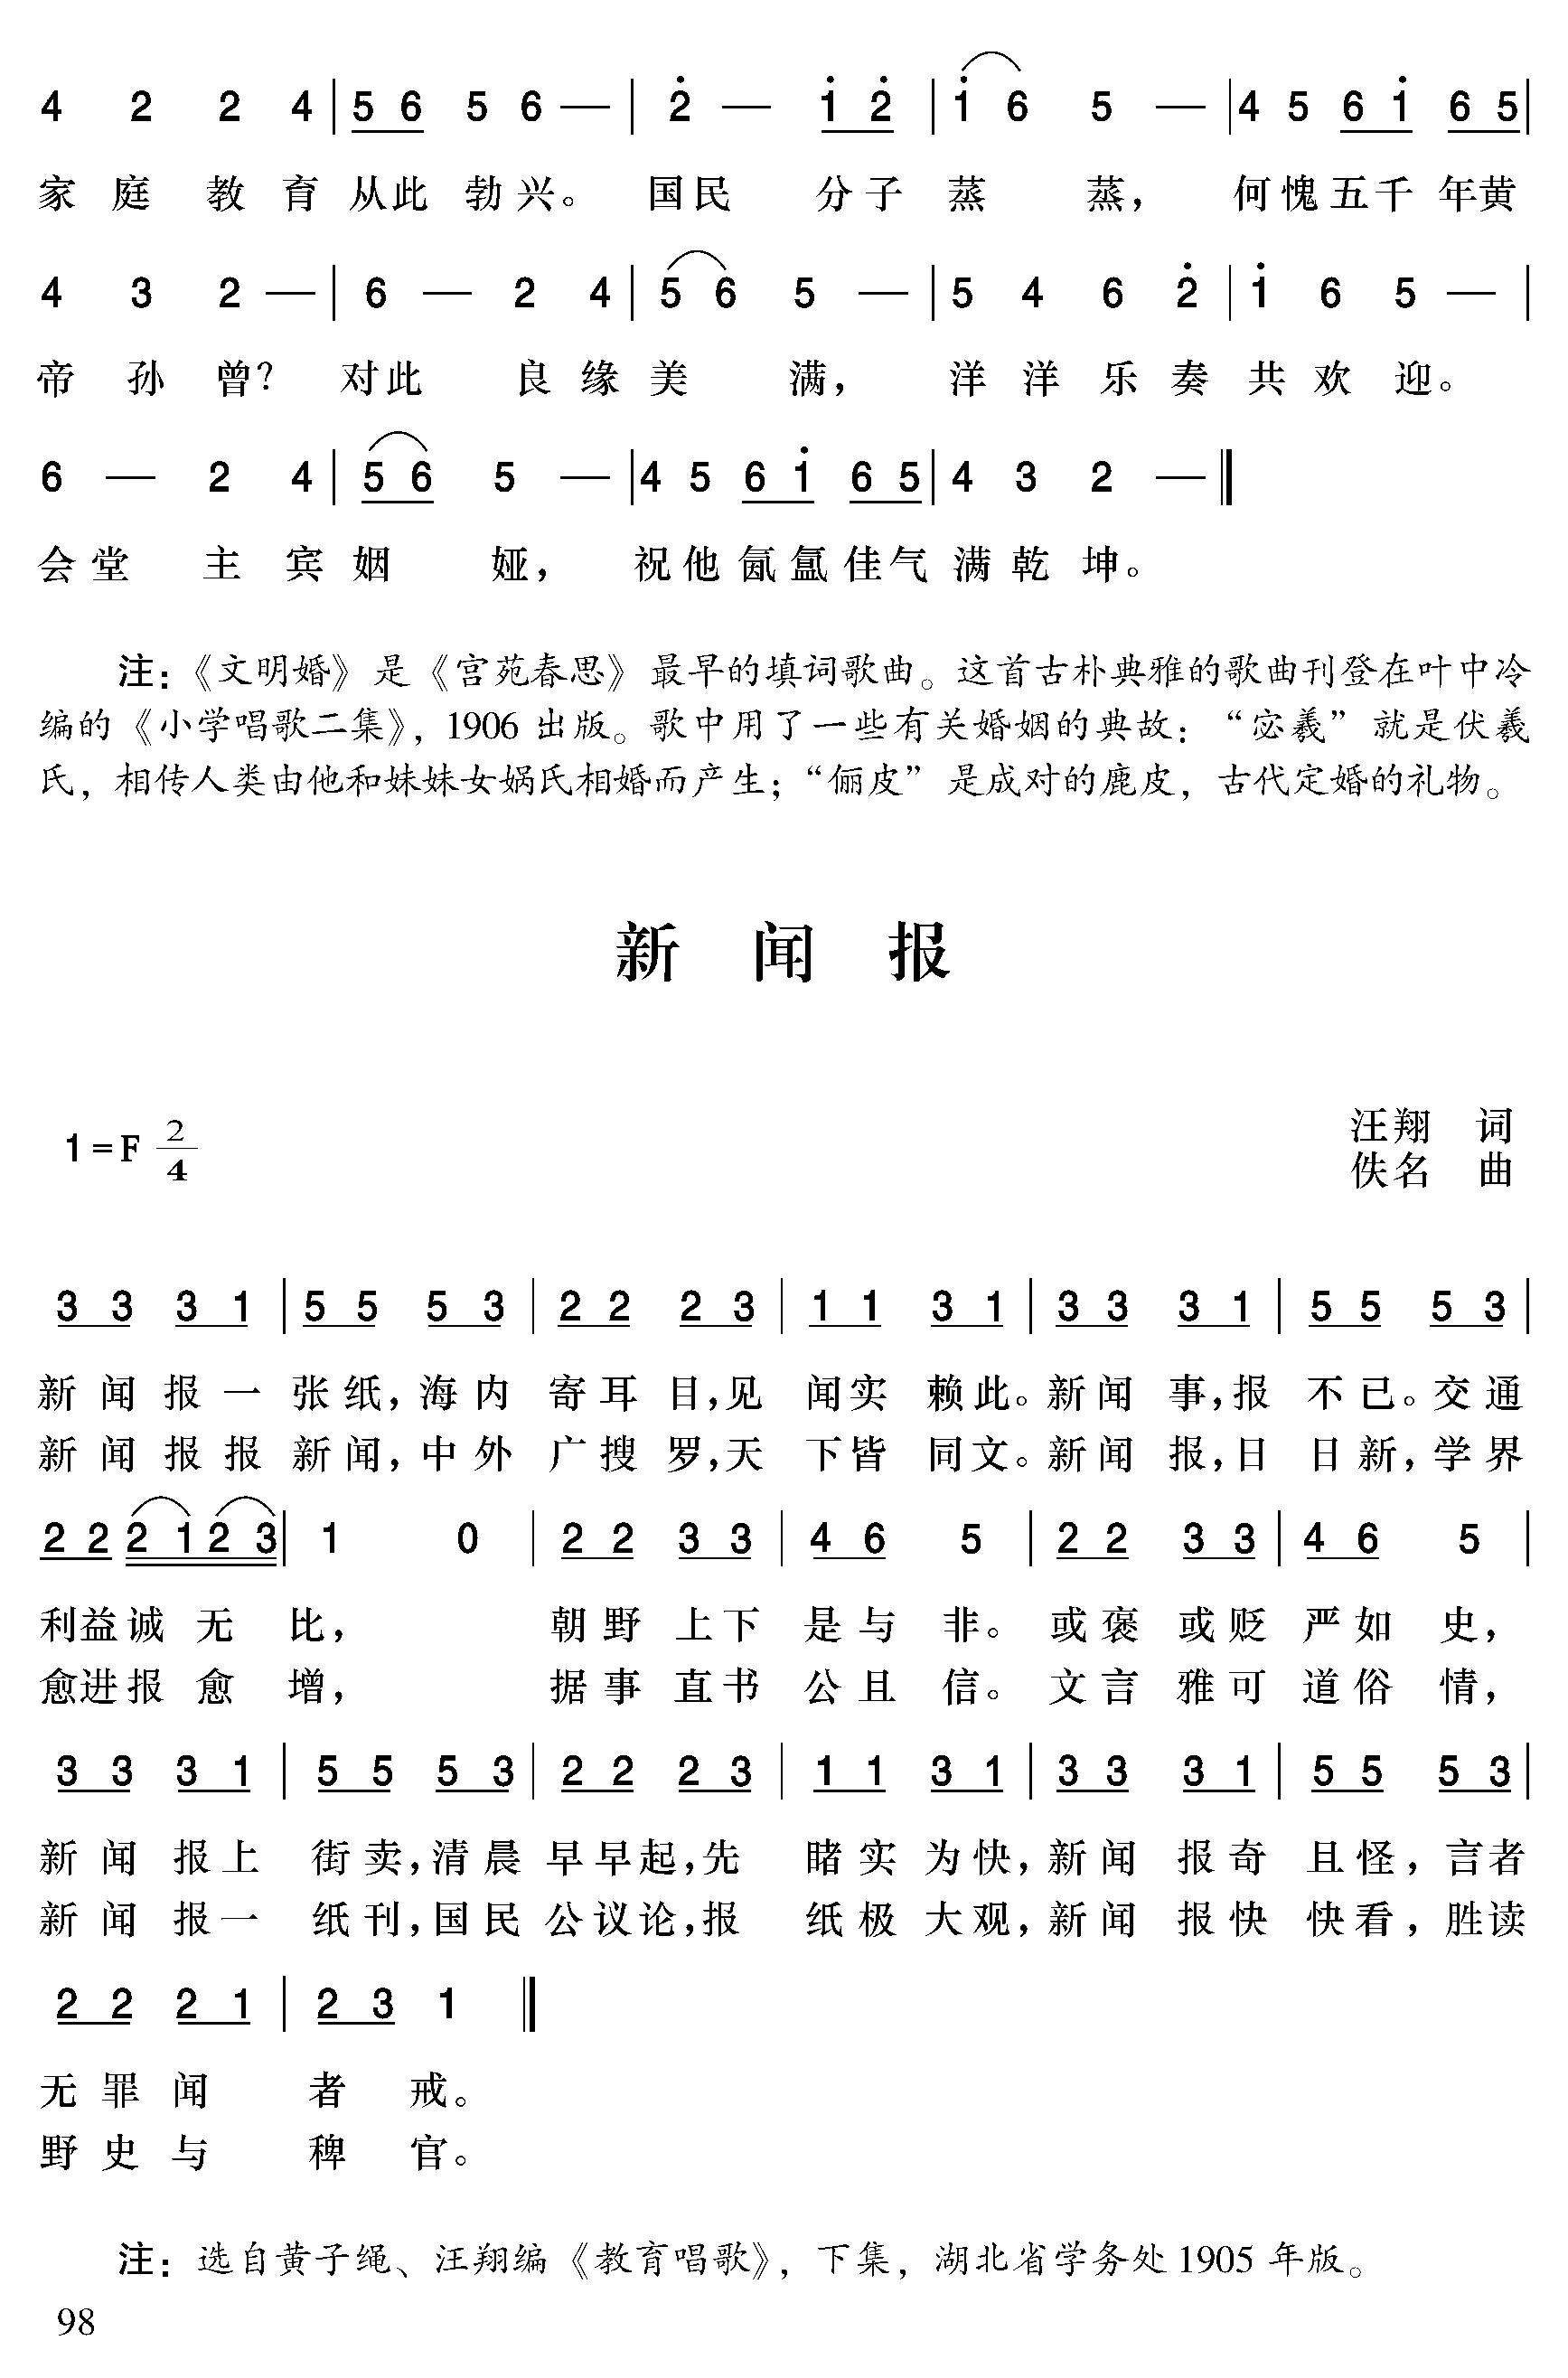 4 2 2 4 | 5 6 5 6 — | 2̇ — 1̇ 2̇ | 1̇ 6 5 — | 4 5 6 1̇ 6 5 |
家 庭 教 育 从此 勃 兴。 国民 分子 蒸 蒸， 何愧五千 年黄
4 3 2 — | 6 — 2 4 | 5 6 5 — | 5 4 6 2̇ | 1̇ 6 5 — |
帝 孙 曾？ 对此 良 缘 美 满， 洋 洋 乐 奏 共 欢 迎。
6 — 2 4 | 5 6 5 — | 4 5 6 1̇ 6 5 | 4 3 2 — ‖
会堂 主 宾 姻 娅， 祝他氤氲佳气 满乾 坤。
注：《文明婚》是《宫苑春思》最早的填词歌曲。这首古朴典雅的歌曲刊登在叶中冷
编的《小学唱歌二集》，1906 出版。歌中用了一些有关婚姻的典故：“宓羲”就是伏羲
氏，相传人类由他和妹妹女娲氏相婚而产生；“俪皮”是成对的鹿皮，古代定婚的礼物。
新 闻 报
1 = F 2/4
汪翔 词
佚名 曲
3 3 3 1 | 5 5 5 3 | 2 2 2 3 | 1 1 3 1 | 3 3 3 1 | 5 5 5 3 |
新 闻 报 一 张 纸，海 内 寄 耳 目，见 闻实 赖此。新闻 事，报 不已。交通
新 闻 报 报 新 闻，中 外 广 搜 罗，天 下皆 同文。新闻 报，日 日新，学界
2 2 2 1 2 3 | 1 0 | 2 2 3 3 | 4 6 5 | 2 2 3 3 | 4 6 5 |
利益诚 无 比， 朝野 上下 是与 非。 或褒 或贬 严如 史，
愈进报 愈 增， 据事 直书 公且 信。 文言 雅可 道俗 情，
3 3 3 1 | 5 5 5 3 | 2 2 2 3 | 1 1 3 1 | 3 3 3 1 | 5 5 5 3 |
新 闻 报上 街卖，清晨 早早起，先 睹实 为快，新闻 报奇 且怪，言者
新 闻 报一 纸刊，国民 公议论，报 纸极 大观，新闻 报快 快看，胜读
2 2 2 1 | 2 3 1 ‖
无罪闻 者 戒。
野史与 稗 官。
注：选自黄子绳、汪翔编《教育唱歌》，下集，湖北省学务处 1905 年版。
98